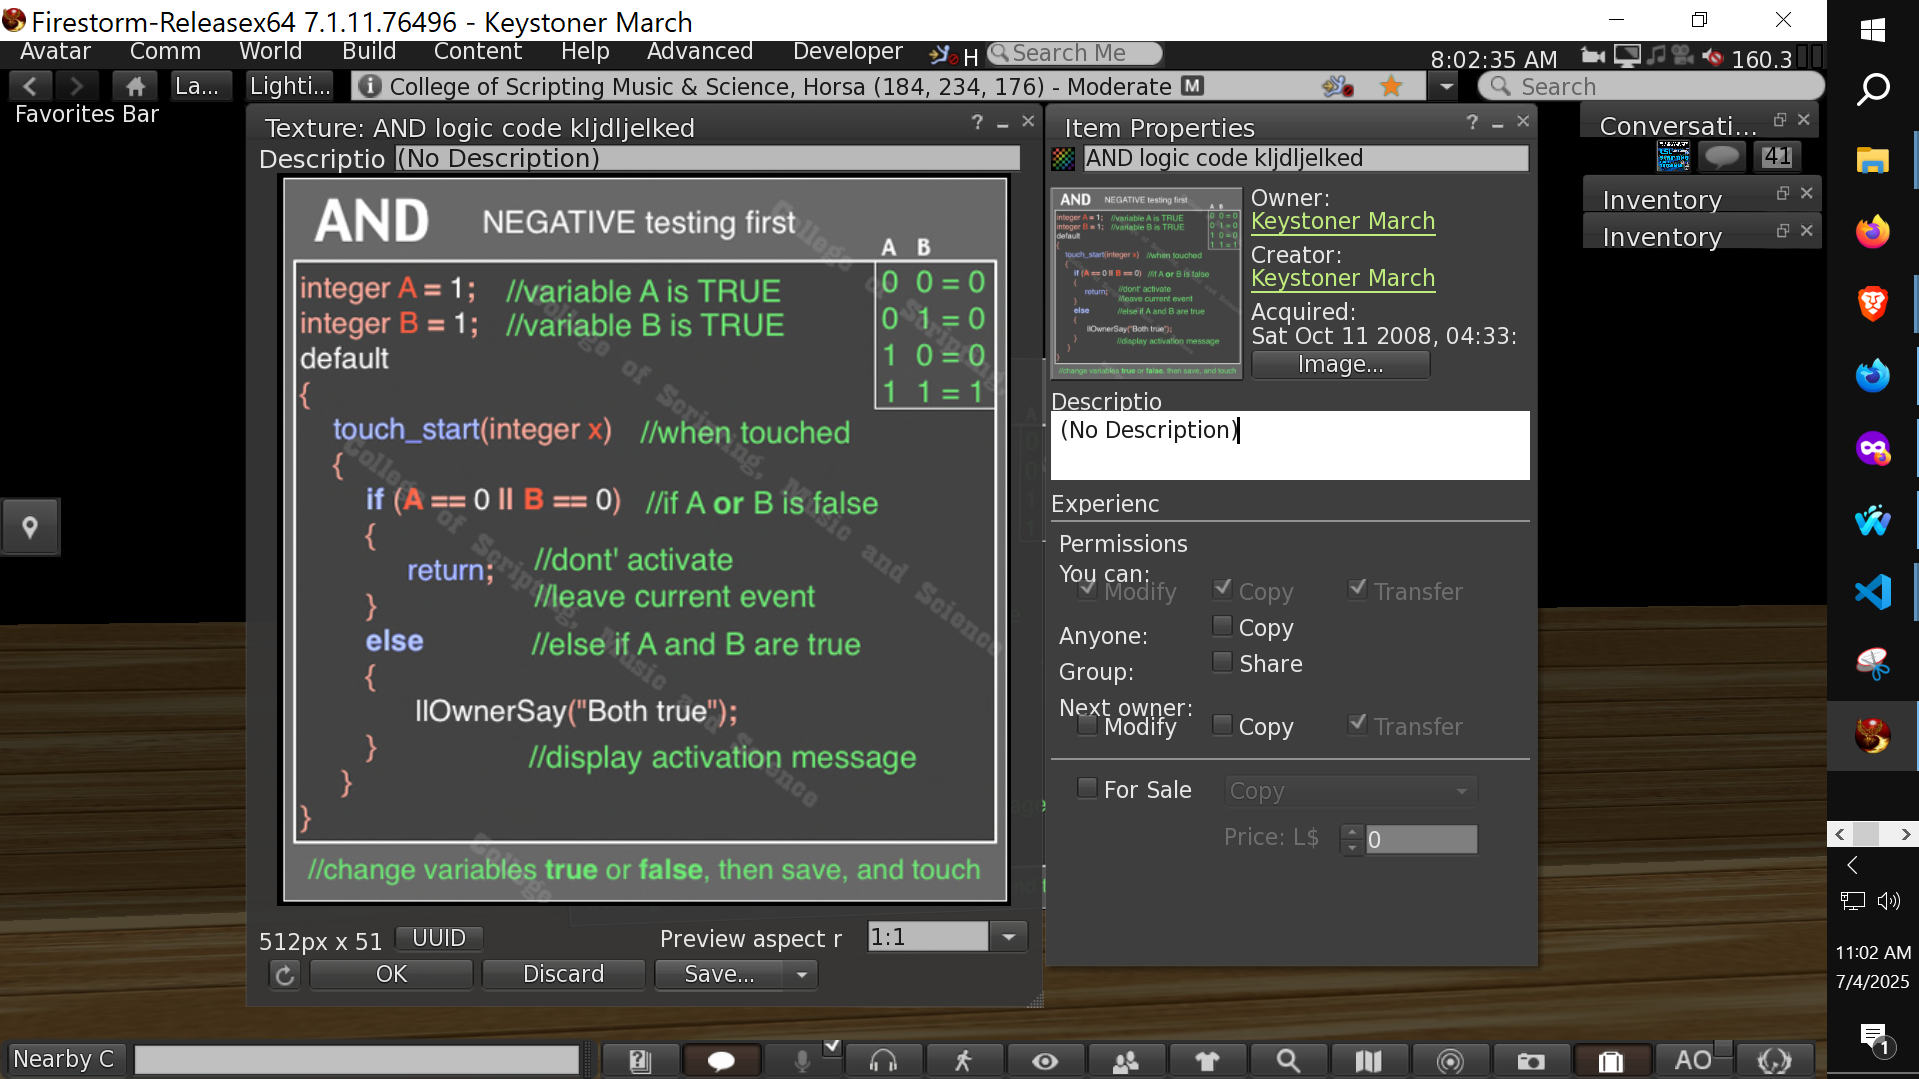 Firestorm-Releasex64 7.1.11.76496 - Keystoner March
Avatar Comm World Build Content Help Advanced Developer H Search Me 8:02:35 AM 160.3
La... Lighti... College of Scripting Music & Science, Horsa (184, 234, 176) - Moderate M Search
Favorites Bar
Texture: AND logic code kljdljelked
Descriptio (No Description)
AND NEGATIVE testing first
A B
0 0 = 0
0 1 = 0
1 0 = 0
1 1 = 1
integer A = 1; //variable A is TRUE
integer B = 1; //variable B is TRUE
default
{
touch_start(integer x) //when touched
{
if (A == 0 || B == 0) //if A or B is false
{
return; //dont' activate
//leave current event
}
else //else if A and B are true
{
llOwnerSay("Both true");
} //display activation message
}
}
//change variables true or false, then save, and touch
College of Scripting, Music and Science
512px x 51 UUID Preview aspect r 1:1
OK Discard Save...
Item Properties
AND logic code kljdljelked
Owner:
Keystoner March
Creator:
Keystoner March
Acquired:
Sat Oct 11 2008, 04:33:
Image...
Descriptio
(No Description)
Experienc
Permissions
You can:
Modify Copy Transfer
Anyone: Copy
Group: Share
Next owner:
Modify Copy Transfer
For Sale Copy
Price: L$ 0
Conversati...
41
Inventory
Inventory
Nearby C
AO
11:02 AM
7/4/2025
1